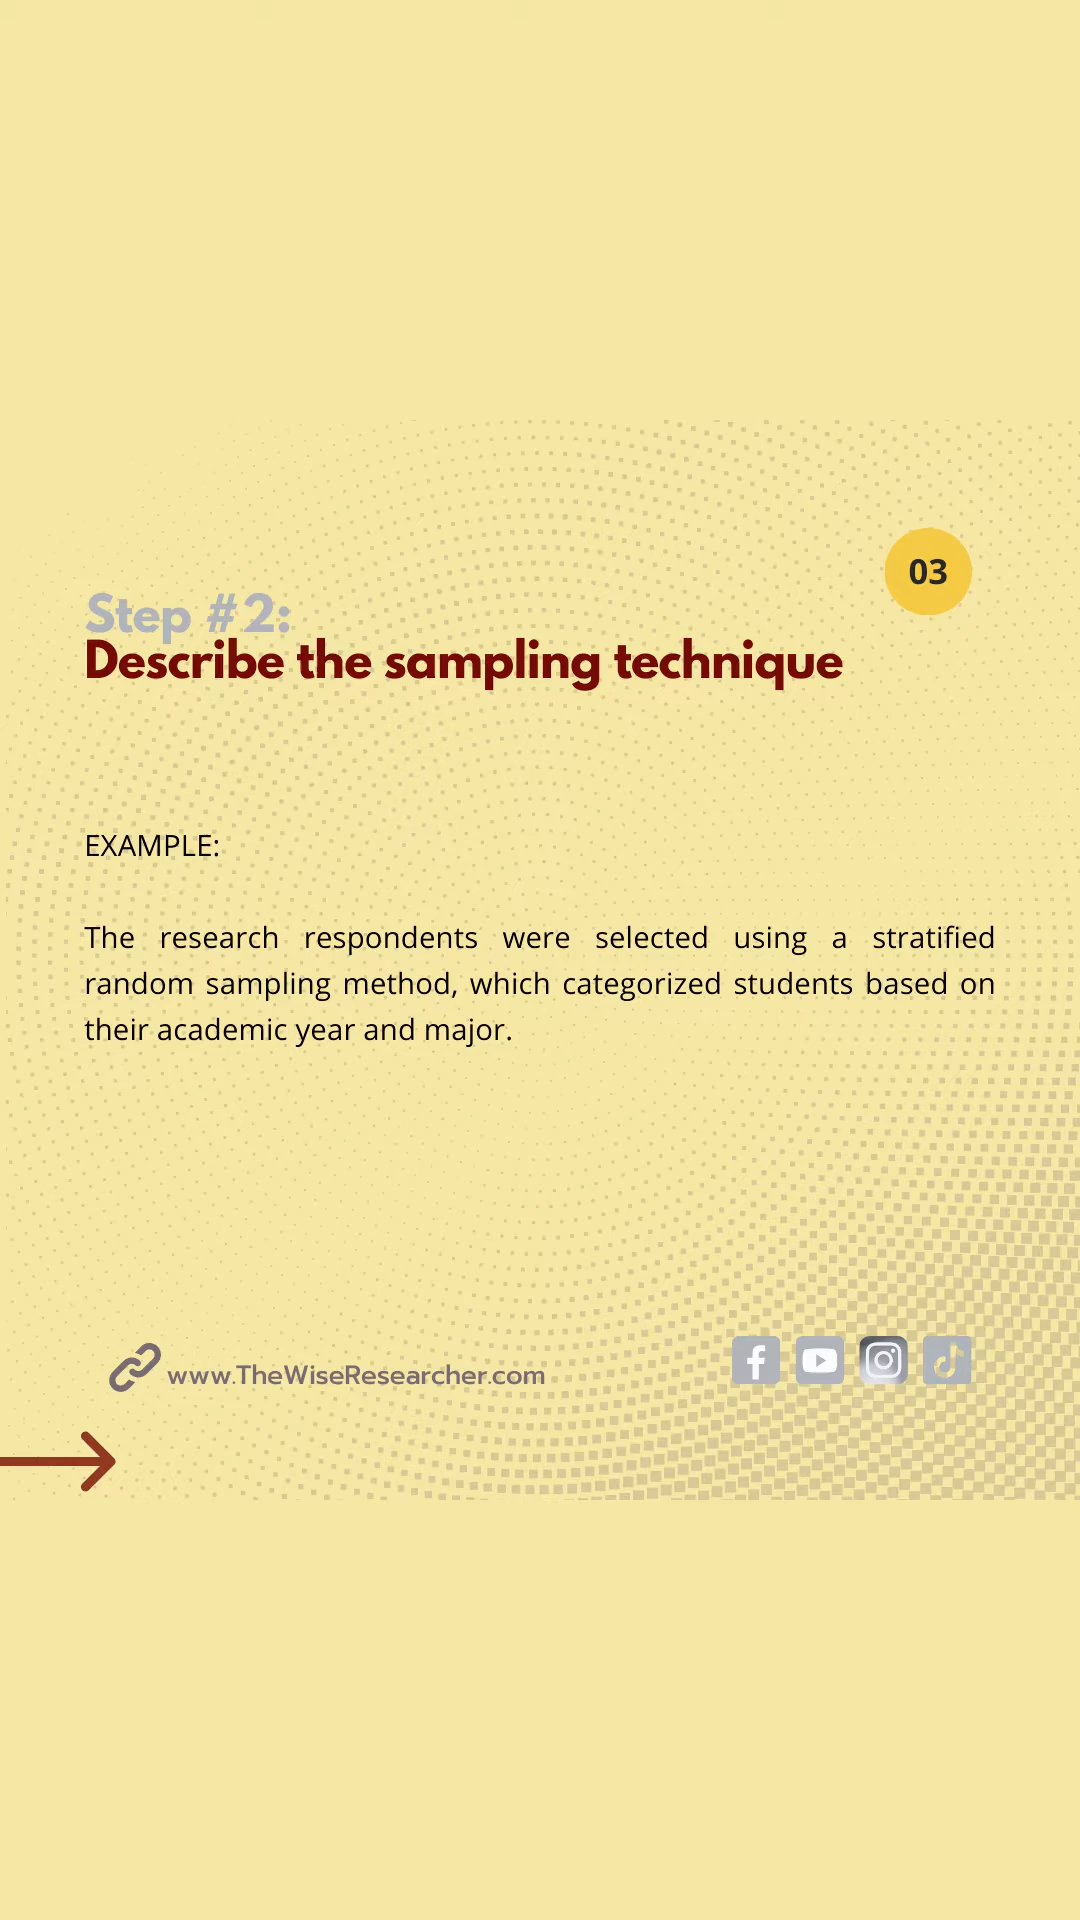 03
Step #2:
Describe the sampling technique
EXAMPLE:
The research respondents were selected using a stratified
random sampling method, which categorized students based on
their academic year and major.
www.TheWiseResearcher.com